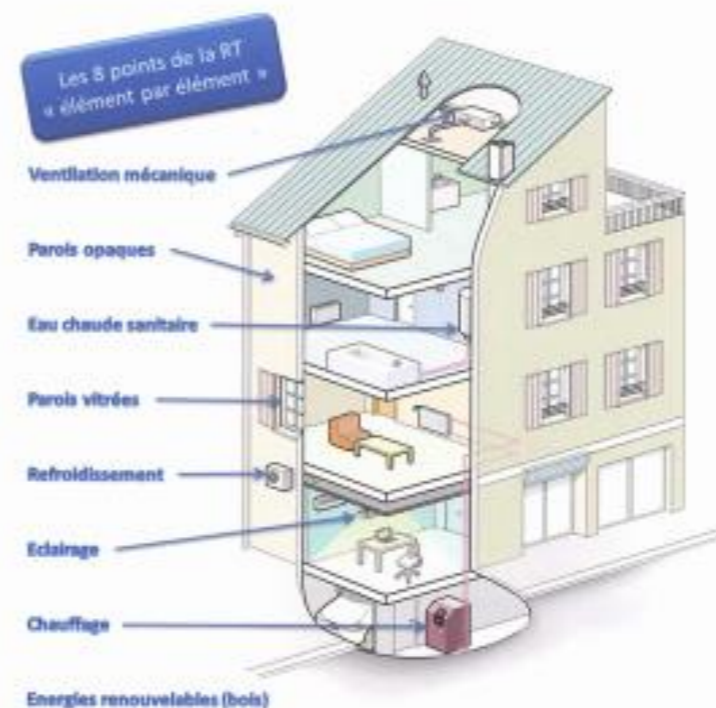 Les 8 points de la RT
« élément par élément »
Ventilation mécanique
Parois opaques
Eau chaude sanitaire
Parois vitrées
Refroidissement
Eclairage
Chauffage
Energies renouvelables (bois)